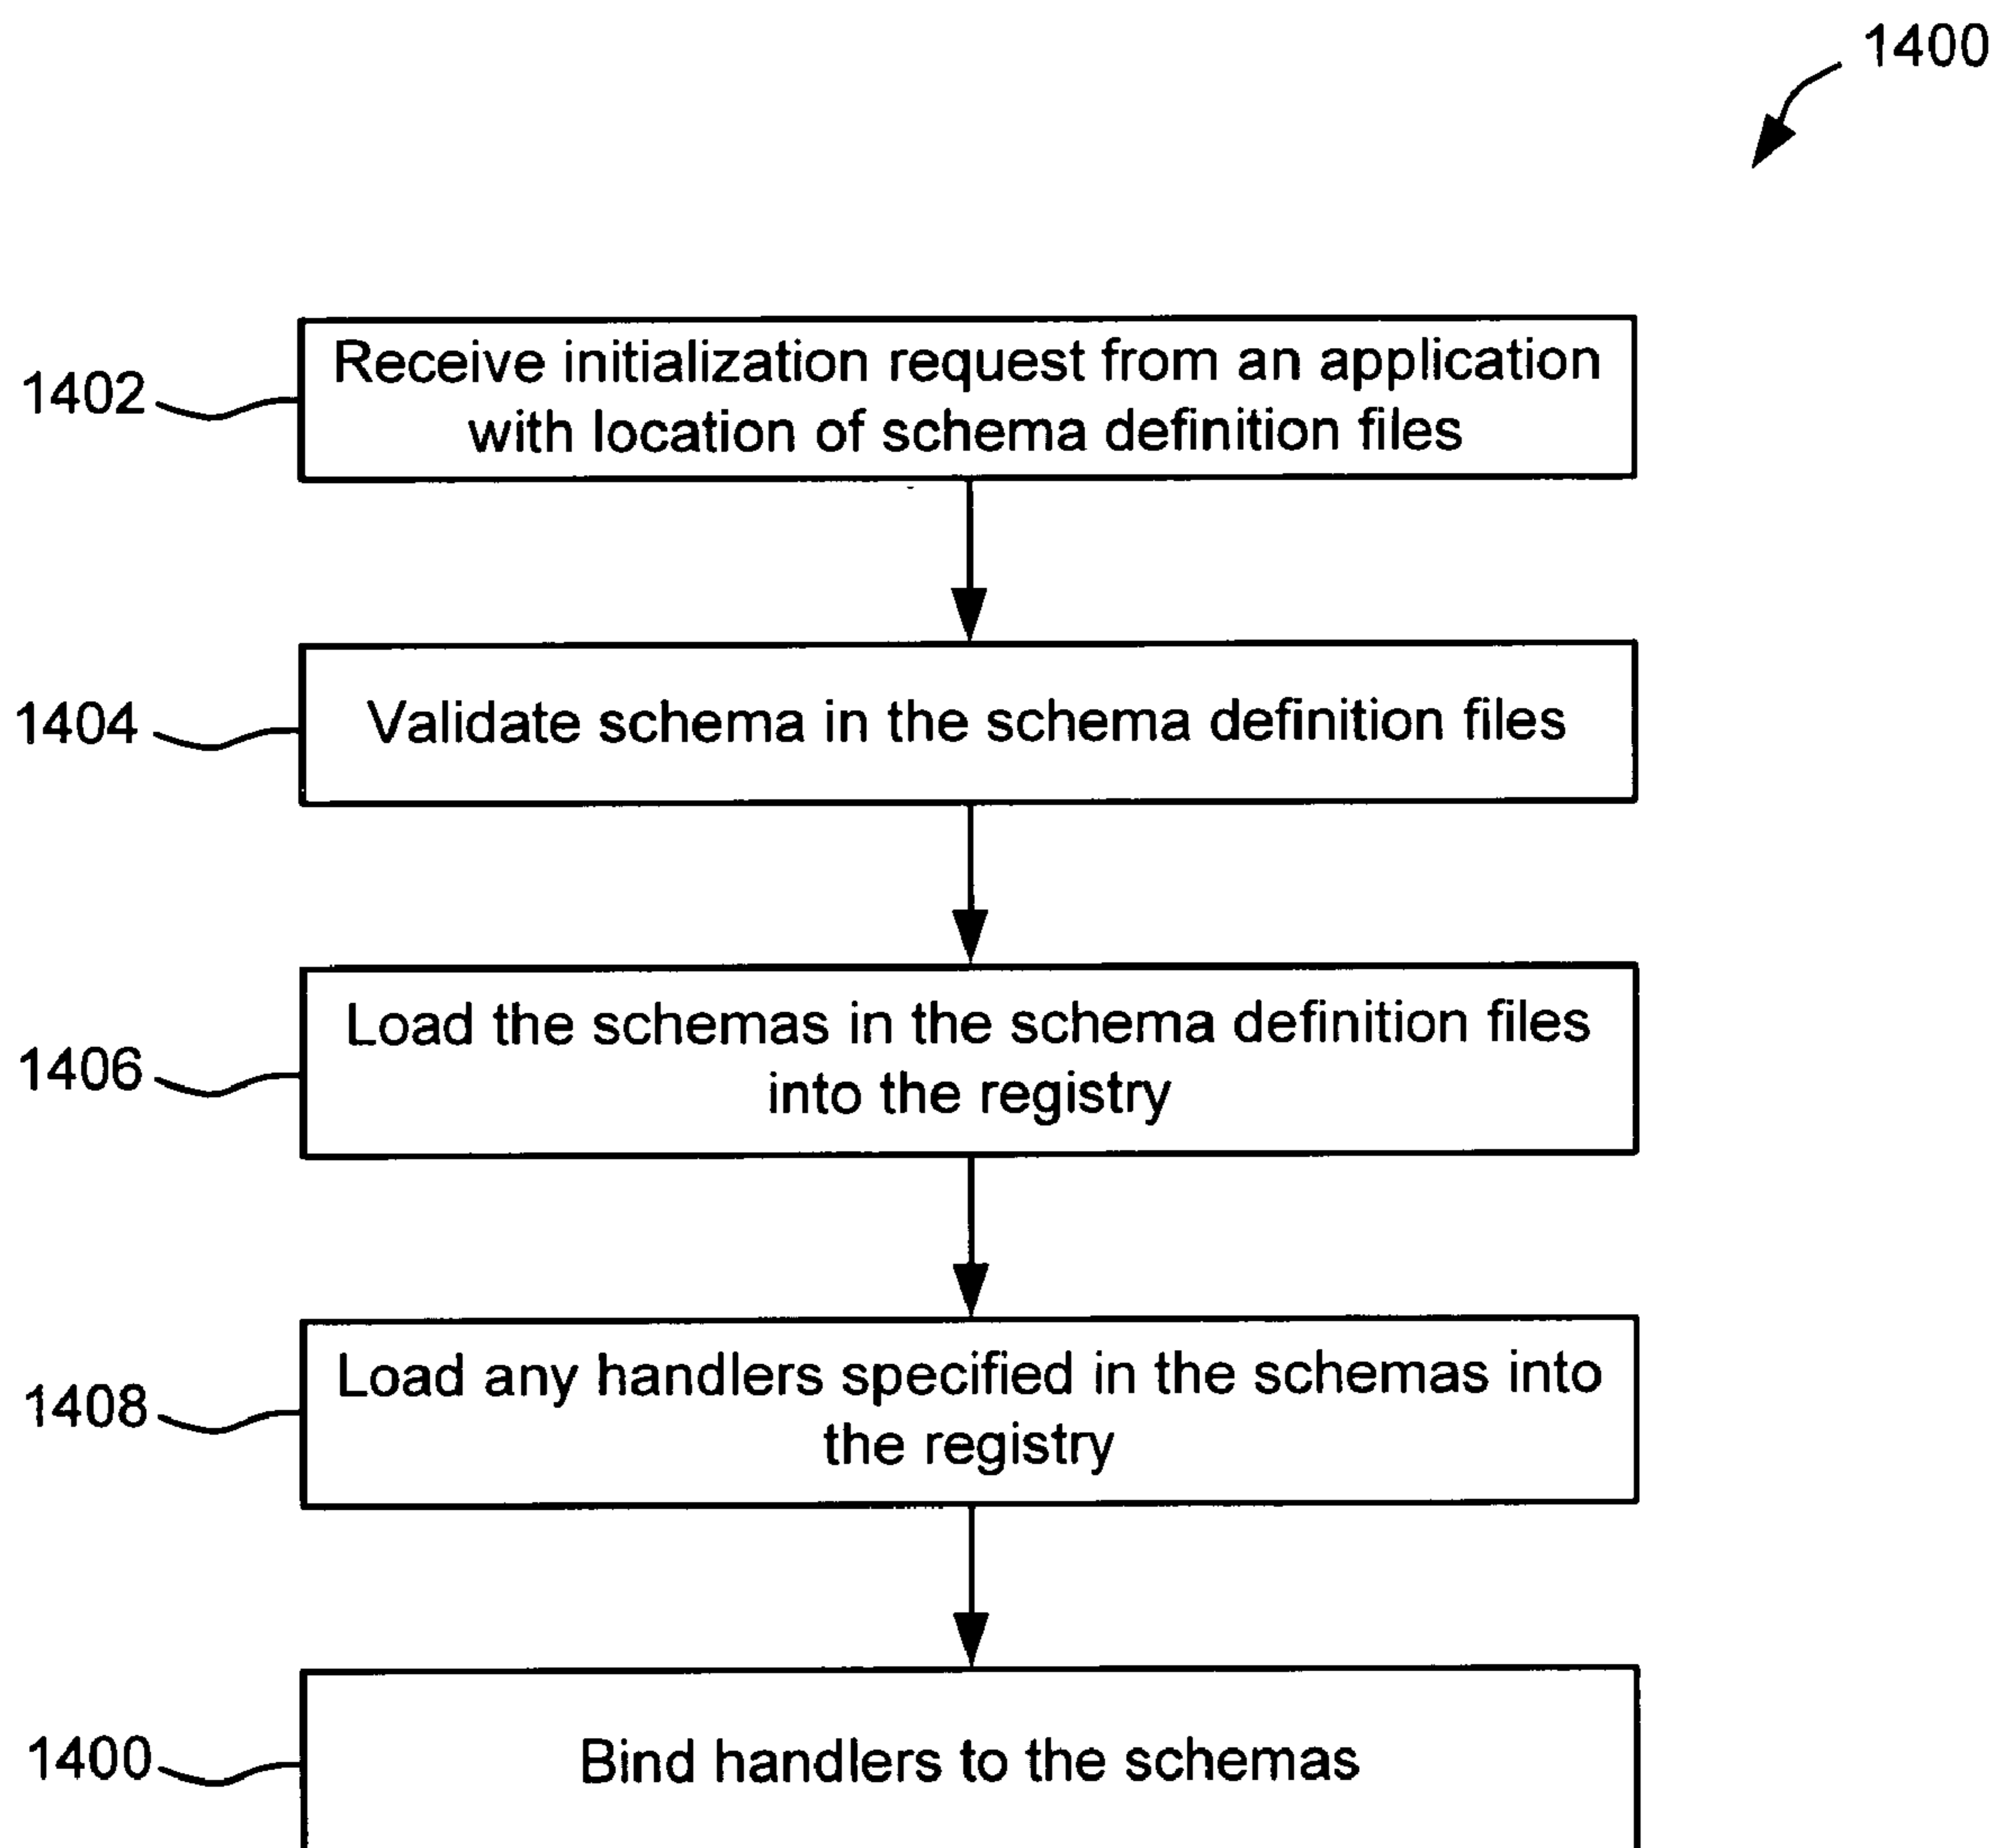 1400
1402
Receive initialization request from an application
with location of schema definition files
1404
Validate schema in the schema definition files
1406
Load the schemas in the schema definition files
into the registry
1408
Load any handlers specified in the schemas into
the registry
1400
Bind handlers to the schemas